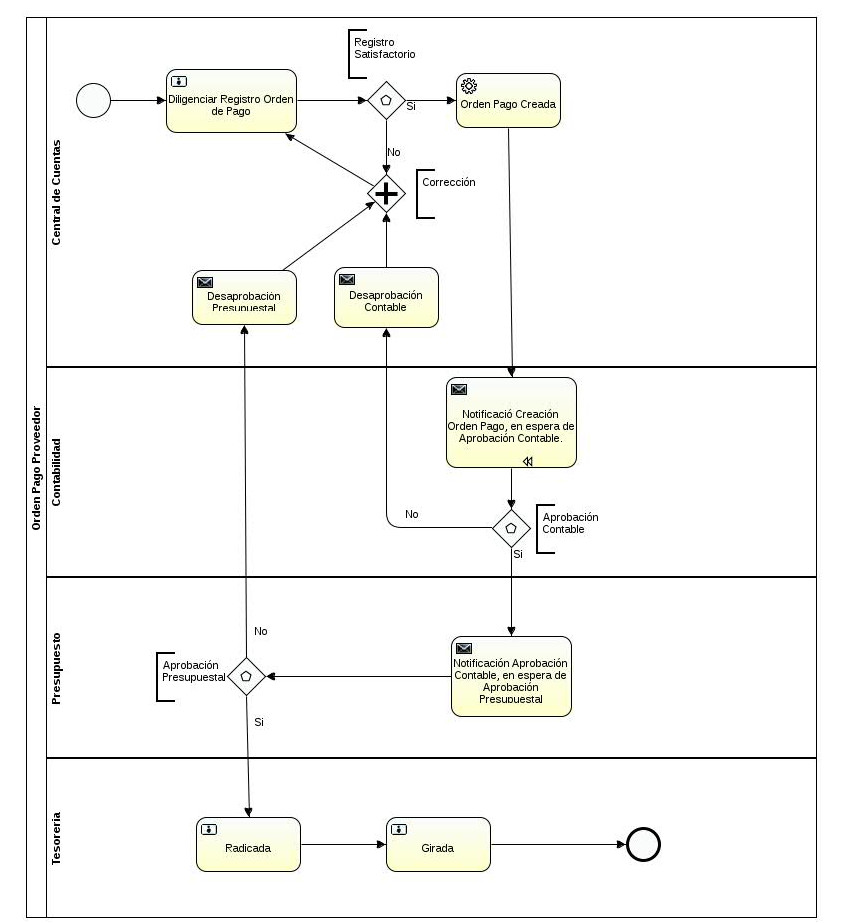 Orden Pago Proveedor
Central de Cuentas
Registro
Satisfactorio
Diligenciar Registro Orden
de Pago
Si
Orden Pago Creada
No
Corrección
Desaprobación
Presupuestal
Desaprobación
Contable
Contabilidad
Notificació Creación
Orden Pago, en espera de
Aprobación Contable.
No
Aprobación
Contable
Si
Presupuesto
No
Aprobación
Presupuestal
Notificación Aprobación
Contable, en espera de
Aprobación
Presupuestal
Si
Tesoreria
Radicada
Girada